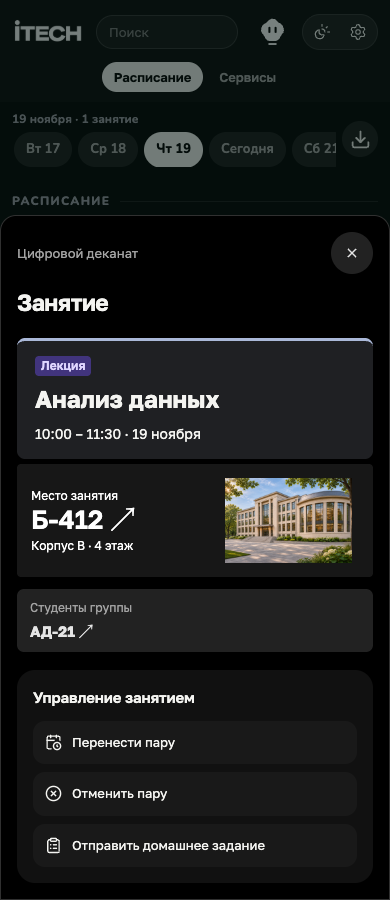 iTECH
Поиск
Расписание
Сервисы
19 ноября · 1 занятие
Вт 17
Ср 18
Чт 19
Сегодня
Сб 21
РАСПИСАНИЕ
Цифровой деканат
Занятие
Лекция
Анализ данных
10:00 – 11:30 · 19 ноября
Место занятия
Б-412
Корпус В · 4 этаж
Студенты группы
АД-21
Управление занятием
Перенести пару
Отменить пару
Отправить домашнее задание